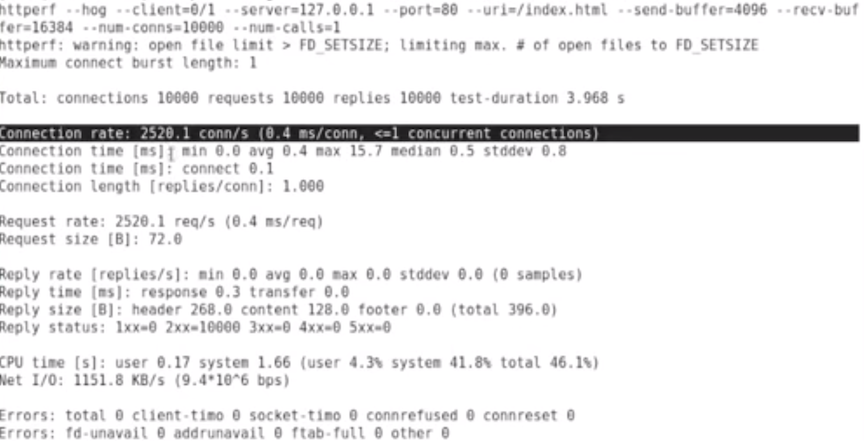 httperf --hog --client=0/1 --server=127.0.0.1 --port=80 --uri=/index.html --send-buffer=4096 --recv-buf
fer=16384 --num-conns=10000 --num-calls=1
httperf: warning: open file limit > FD_SETSIZE; limiting max. # of open files to FD_SETSIZE
Maximum connect burst length: 1
Total: connections 10000 requests 10000 replies 10000 test-duration 3.968 s
Connection rate: 2520.1 conn/s (0.4 ms/conn, <=1 concurrent connections)
Connection time [ms]: min 0.0 avg 0.4 max 15.7 median 0.5 stddev 0.8
Connection time [ms]: connect 0.1
Connection length [replies/conn]: 1.000
Request rate: 2520.1 req/s (0.4 ms/req)
Request size [B]: 72.0
Reply rate [replies/s]: min 0.0 avg 0.0 max 0.0 stddev 0.0 (0 samples)
Reply time [ms]: response 0.3 transfer 0.0
Reply size [B]: header 268.0 content 128.0 footer 0.0 (total 396.0)
Reply status: 1xx=0 2xx=10000 3xx=0 4xx=0 5xx=0
CPU time [s]: user 0.17 system 1.66 (user 4.3% system 41.8% total 46.1%)
Net I/O: 1151.8 KB/s (9.4*10^6 bps)
Errors: total 0 client-timo 0 socket-timo 0 connrefused 0 connreset 0
Errors: fd-unavail 0 addrunavail 0 ftab-full 0 other 0